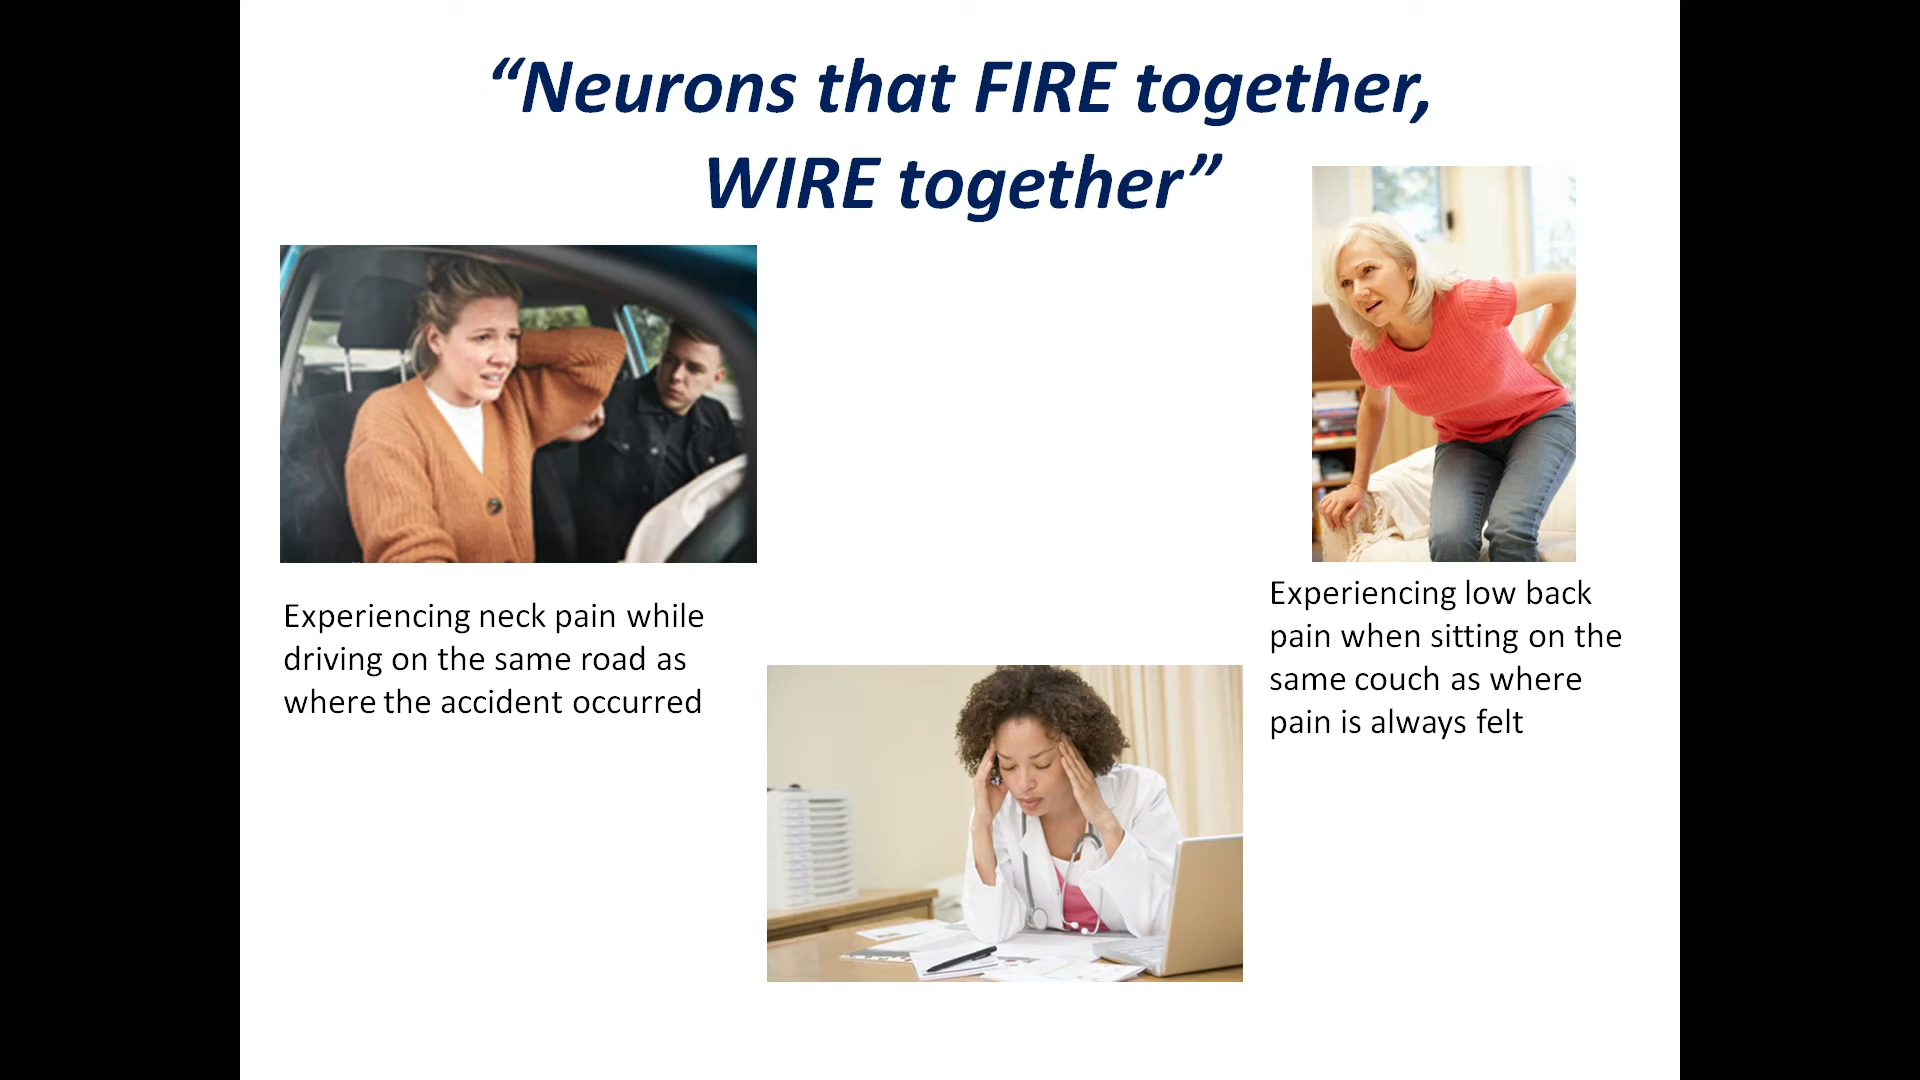 “Neurons that FIRE together,
WIRE together”
Experiencing neck pain while
driving on the same road as
where the accident occurred
Experiencing low back
pain when sitting on the
same couch as where
pain is always felt